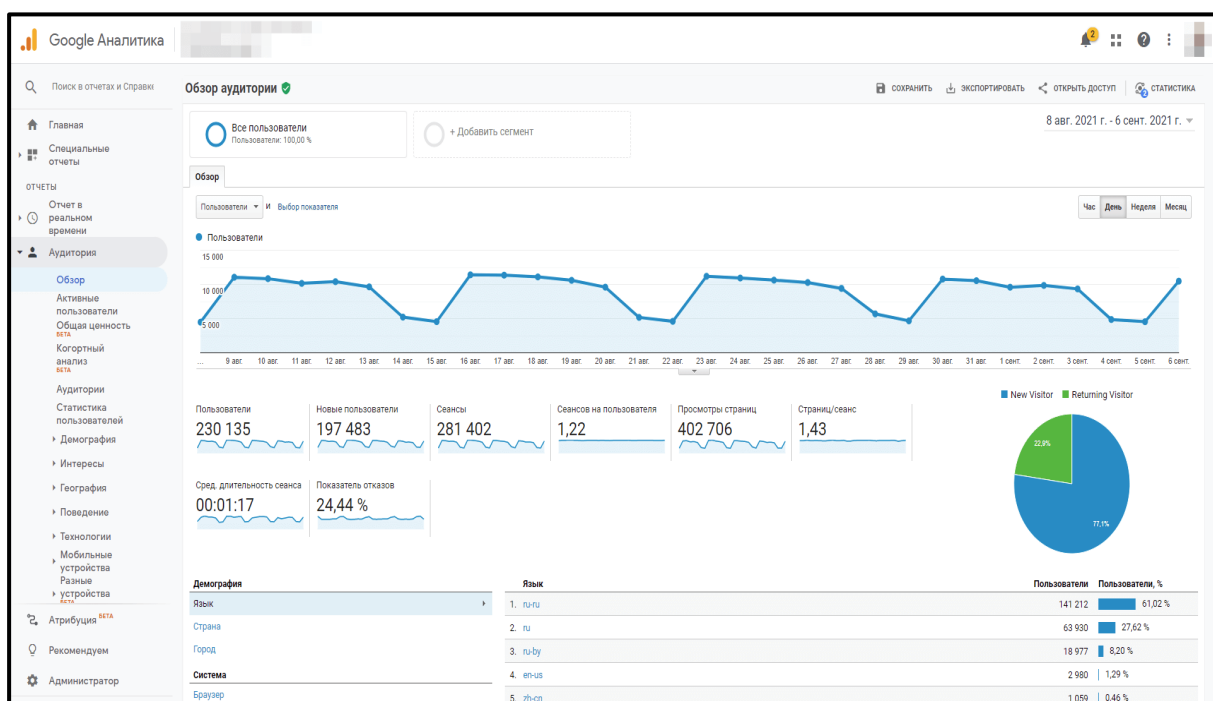 Google Аналитика
2
Поиск в отчетах и Справке
Главная
Специальные
отчеты
ОТЧЕТЫ
Отчет в
реальном
времени
Аудитория
Обзор
Активные
пользователи
Общая ценность
БЕТА
Когортный
анализ
БЕТА
Аудитории
Статистика
пользователей
Демография
Интересы
География
Поведение
Технологии
Мобильные
устройства
Разные
устройства
БЕТА
Атрибуция БЕТА
Рекомендуем
Администратор
Обзор аудитории
СОХРАНИТЬ
ЭКСПОРТИРОВАТЬ
ОТКРЫТЬ ДОСТУП
2
СТАТИСТИКА
Все пользователи
Пользователи: 100,00 %
+ Добавить сегмент
8 авг. 2021 г. - 6 сент. 2021 г.
Обзор
Пользователи И Выбор показателя
Час День Неделя Месяц
Пользователи
15 000
10 000
5 000
... 9 авг. 10 авг. 11 авг. 12 авг. 13 авг. 14 авг. 15 авг. 16 авг. 17 авг. 18 авг. 19 авг. 20 авг. 21 авг. 22 авг. 23 авг. 24 авг. 25 авг. 26 авг. 27 авг. 28 авг. 29 авг. 30 авг. 31 авг. 1 сент. 2 сент. 3 сент. 4 сент. 5 сент. 6 сент.
New Visitor Returning Visitor
22,9%
77,1%
Пользователи
230 135
Новые пользователи
197 483
Сеансы
281 402
Сеансов на пользователя
1,22
Просмотры страниц
402 706
Страниц/сеанс
1,43
Сред. длительность сеанса
00:01:17
Показатель отказов
24,44 %
Демография
Язык
Страна
Город
Система
Браузер
Язык Пользователи Пользователи, %
1. ru-ru 141 212 61,02 %
2. ru 63 930 27,62 %
3. ru-by 18 977 8,20 %
4. en-us 2 980 1,29 %
5. zh-cn 1 059 0,46 %